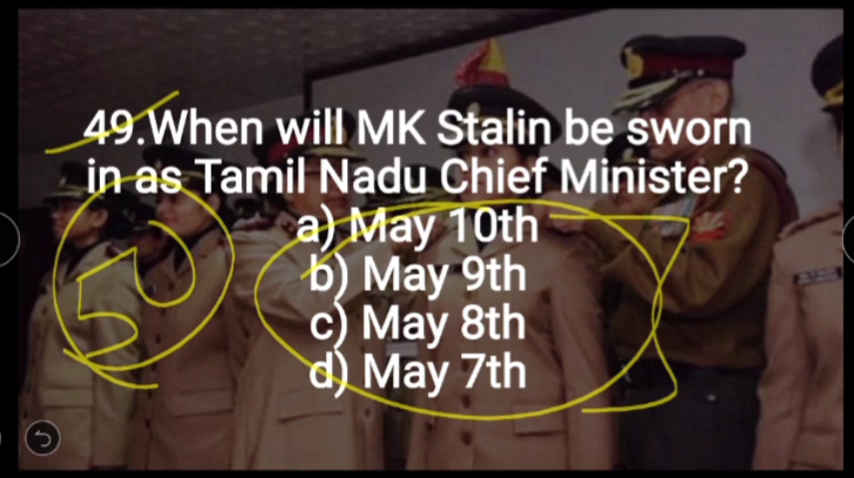 49.When will MK Stalin be sworn
in as Tamil Nadu Chief Minister?
a) May 10th
b) May 9th
c) May 8th
d) May 7th